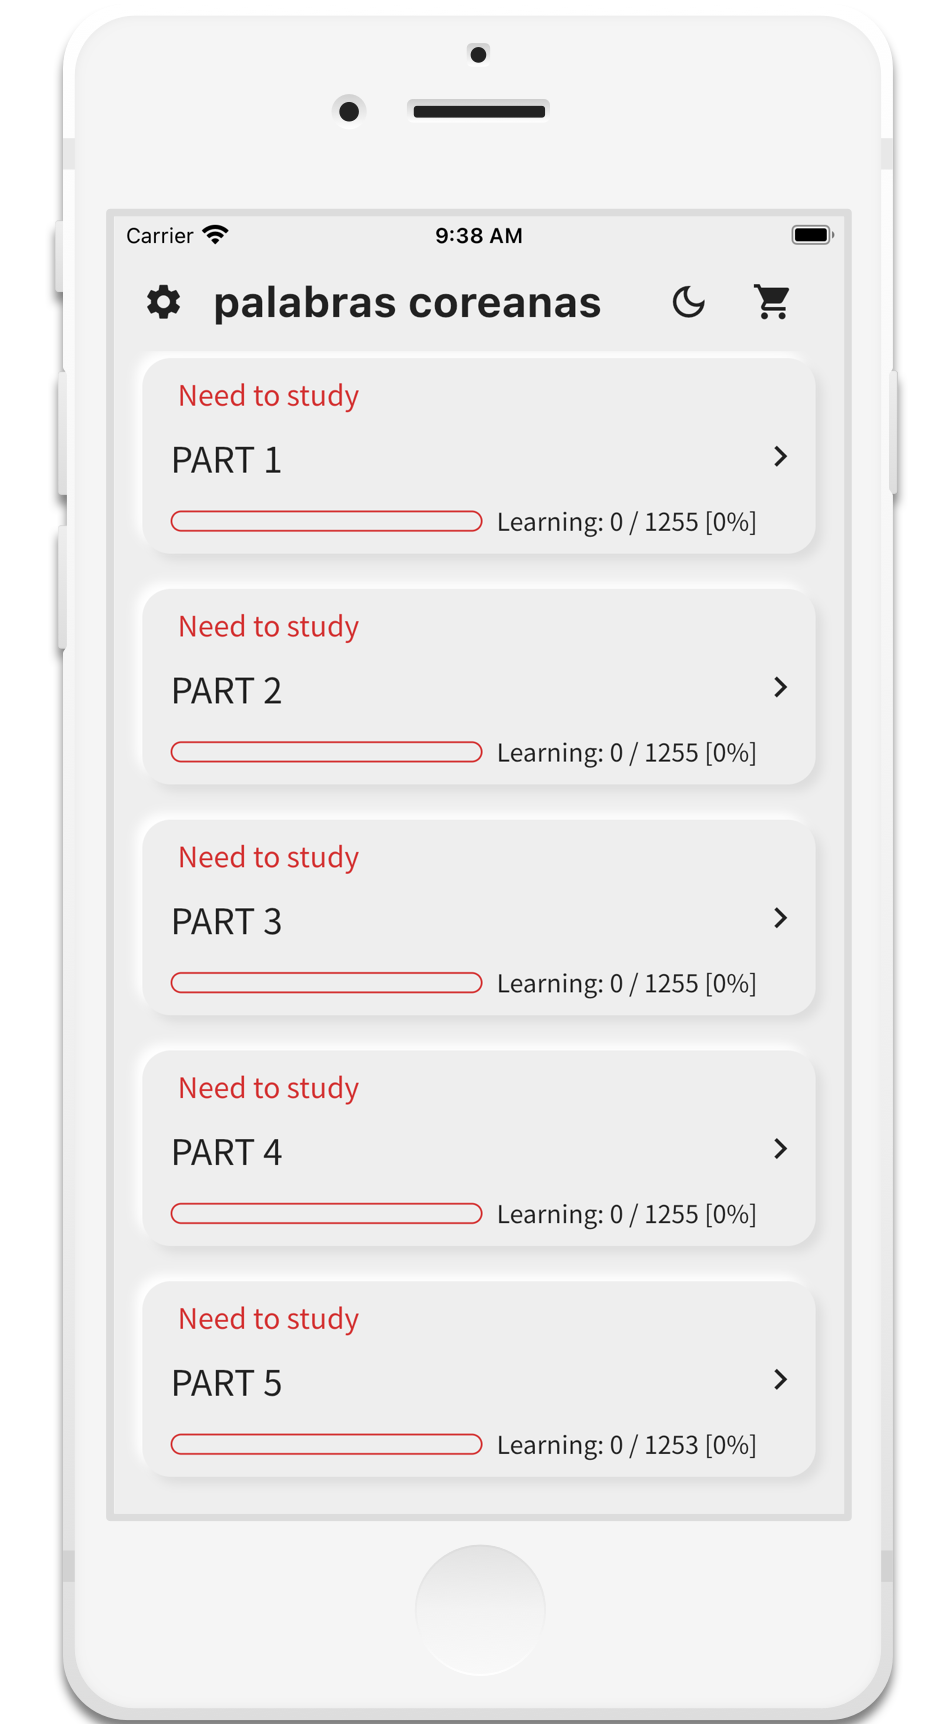 Carrier 9:38 AM
palabras coreanas
Need to study
PART 1
Learning: 0 / 1255 [0%]
Need to study
PART 2
Learning: 0 / 1255 [0%]
Need to study
PART 3
Learning: 0 / 1255 [0%]
Need to study
PART 4
Learning: 0 / 1255 [0%]
Need to study
PART 5
Learning: 0 / 1253 [0%]